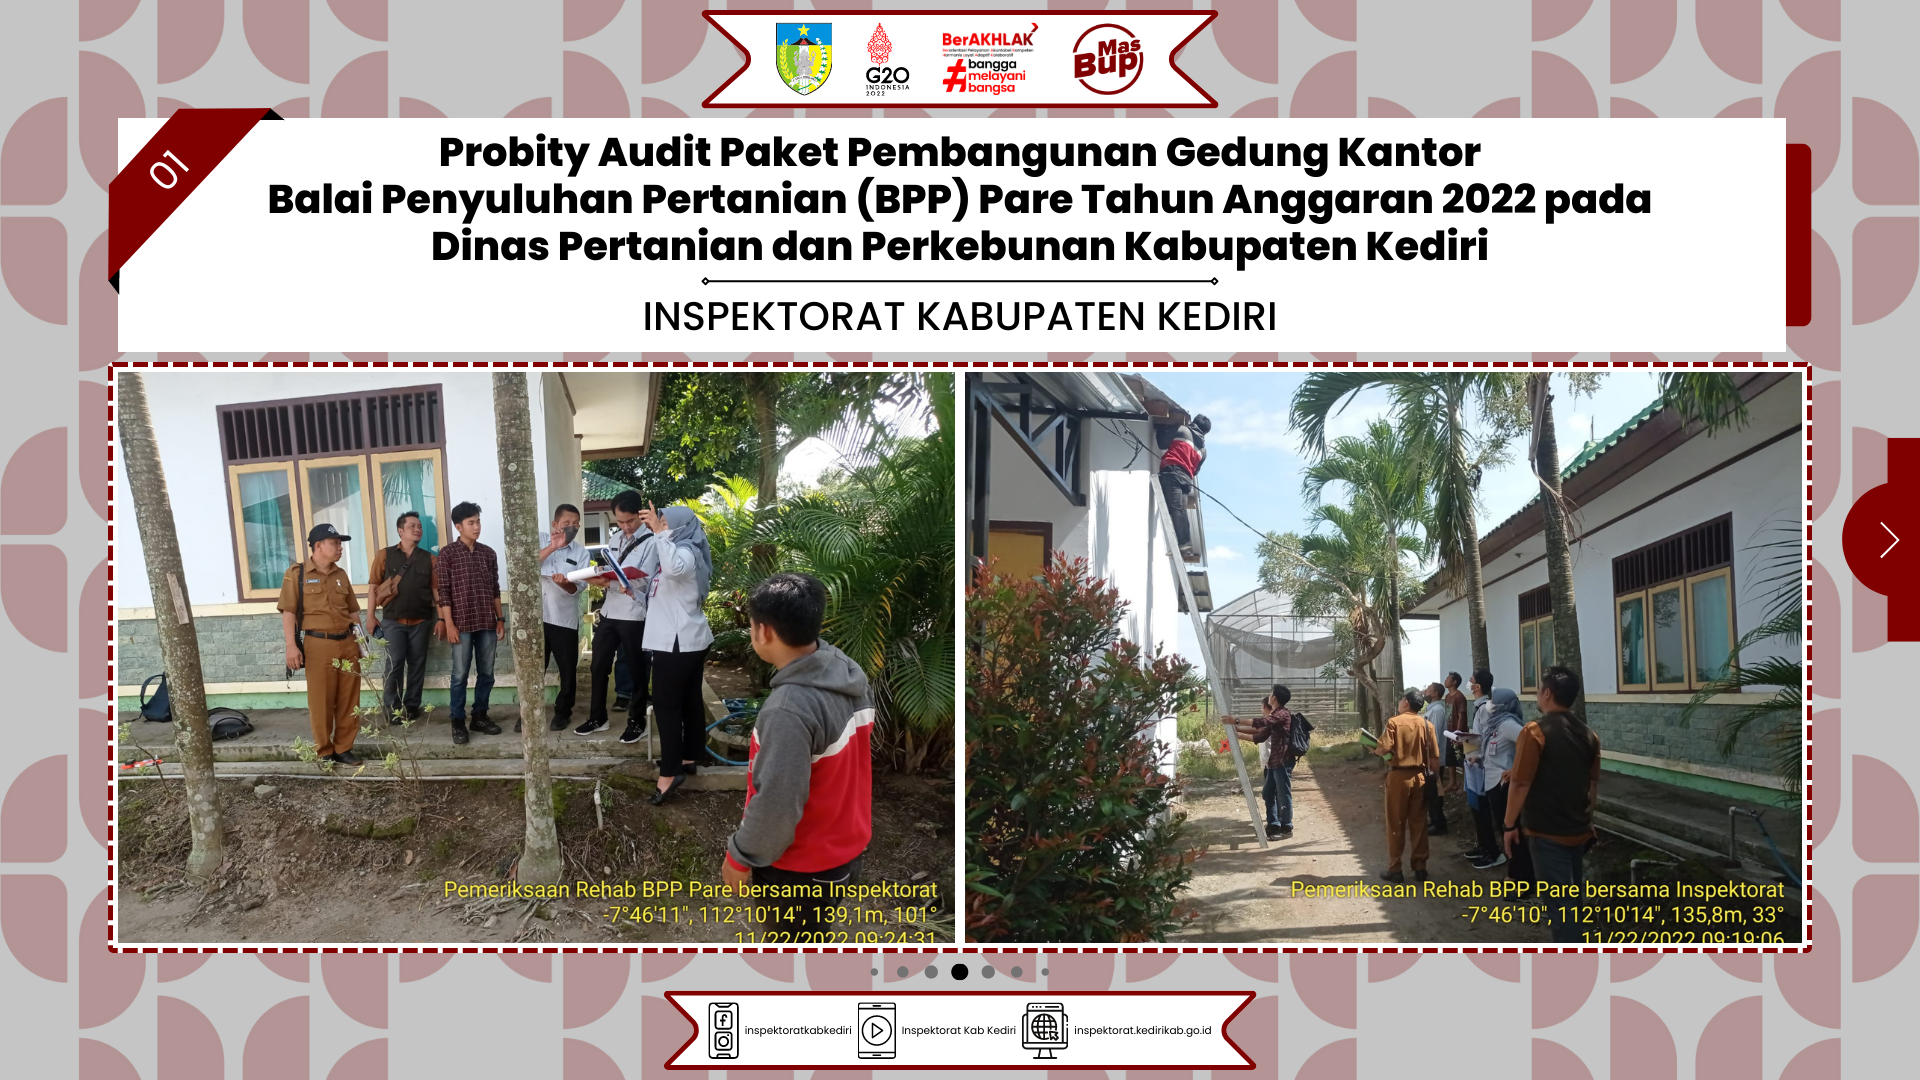 G20
INDONESIA
2022
BerAKHLAK
#bangga
melayani
bangsa
Mas
Bup
01
Probity Audit Paket Pembangunan Gedung Kantor
Balai Penyuluhan Pertanian (BPP) Pare Tahun Anggaran 2022 pada
Dinas Pertanian dan Perkebunan Kabupaten Kediri
INSPEKTORAT KABUPATEN KEDIRI
Pemeriksaan Rehab BPP Pare bersama Inspektorat
-7°46'11", 112°10'14", 139,1m, 101°
11/22/2022 09:24:31
Pemeriksaan Rehab BPP Pare bersama Inspektorat
-7°46'10", 112°10'14", 135,8m, 33°
11/22/2022 09:19:06
inspektoratkabkediri
Inspektorat Kab Kediri
inspektorat.kedirikab.go.id